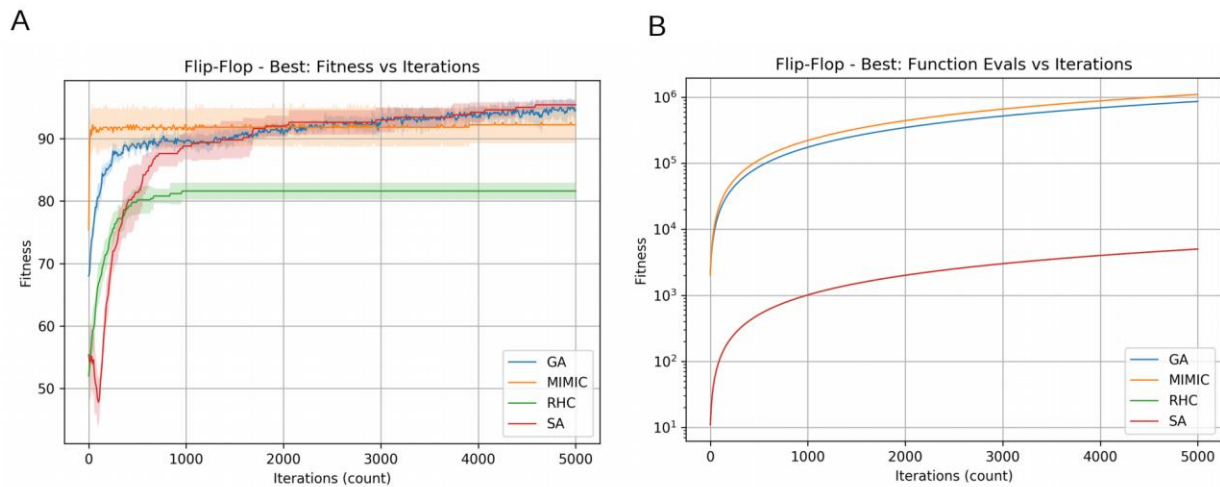 A
Flip-Flop - Best: Fitness vs Iterations
Fitness
90
80
70
60
50
0
1000
2000
3000
4000
5000
Iterations (count)
GA
MIMIC
RHC
SA
B
Flip-Flop - Best: Function Evals vs Iterations
Fitness
10⁶
10⁵
10⁴
10³
10²
10¹
0
1000
2000
3000
4000
5000
Iterations (count)
GA
MIMIC
RHC
SA